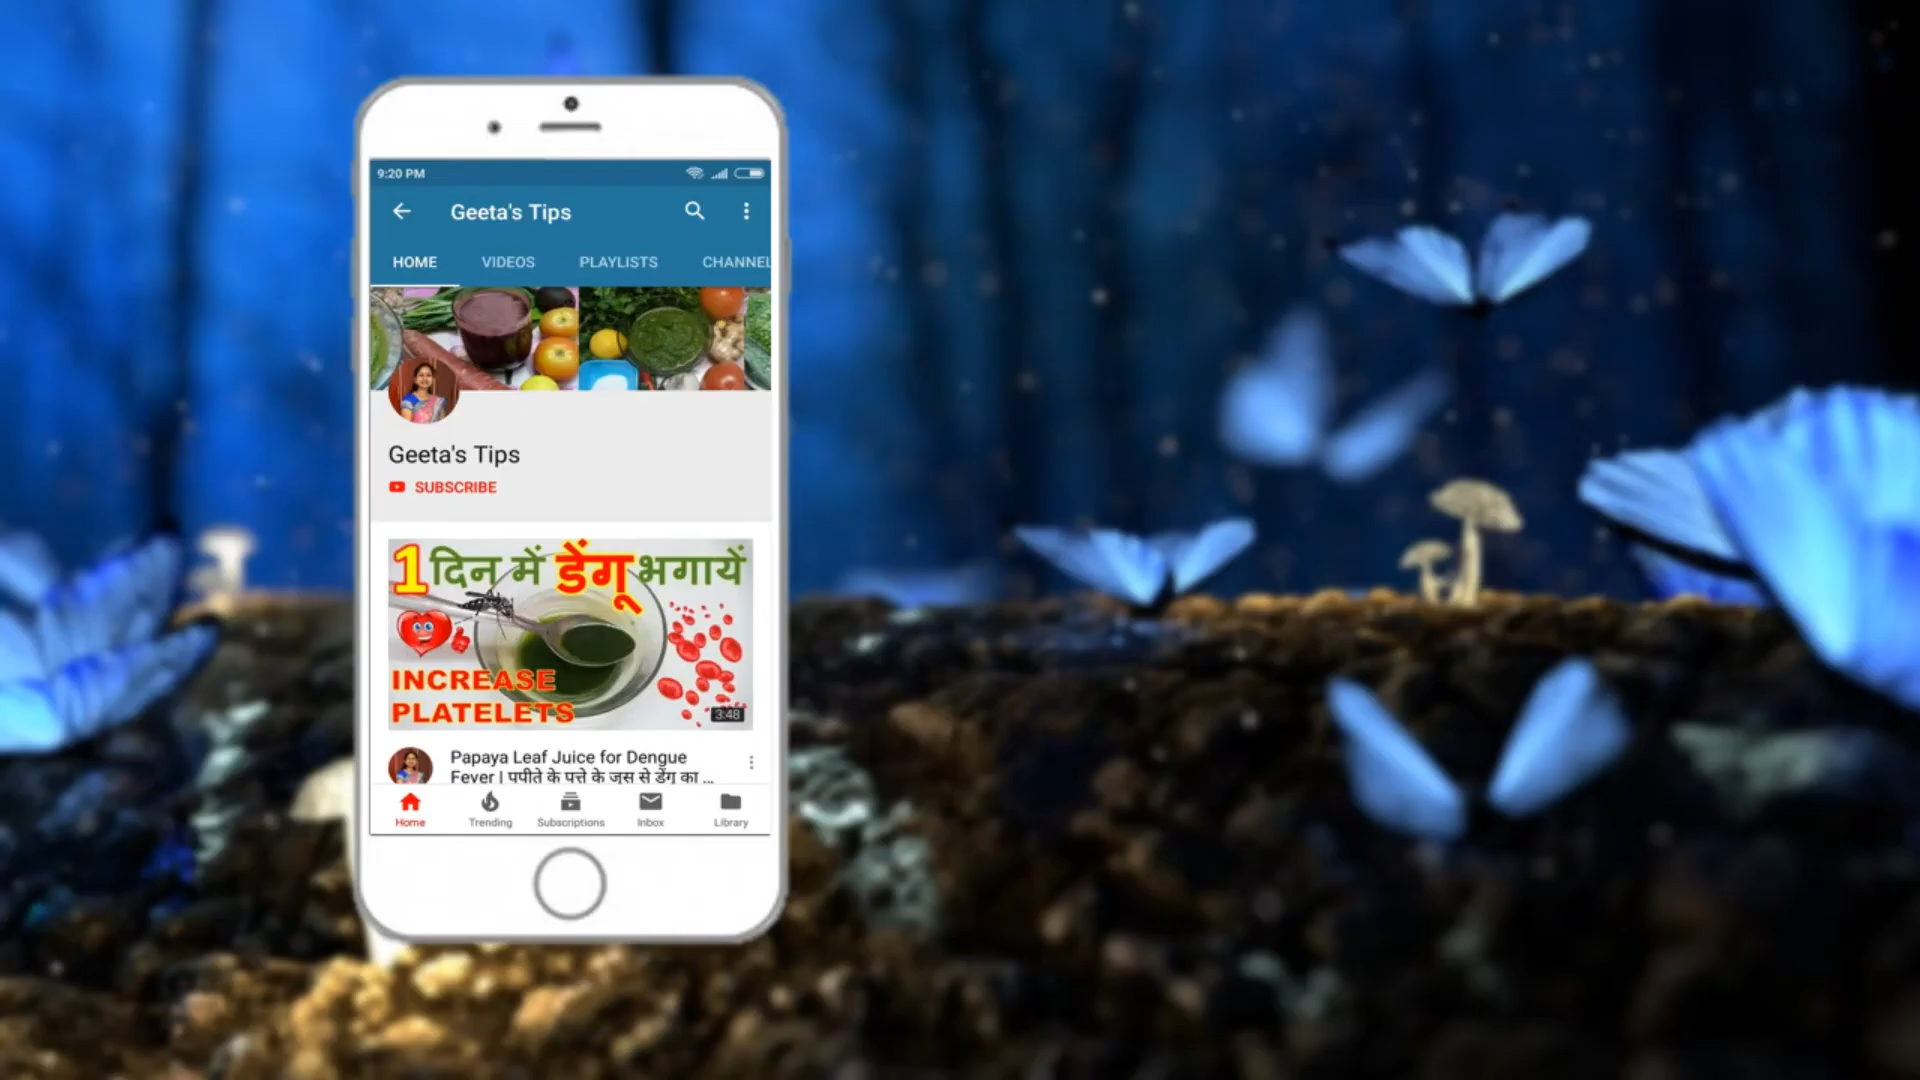 9:20 PM
Geeta's Tips
HOME VIDEOS PLAYLISTS CHANNEL
Geeta's Tips
SUBSCRIBE
1 दिन में डेंगू भगायें
INCREASE
PLATELETS
3:48
Papaya Leaf Juice for Dengue
Fever | पपीते के पत्ते के जूस से डेंगू का ...
Home Trending Subscriptions Inbox Library